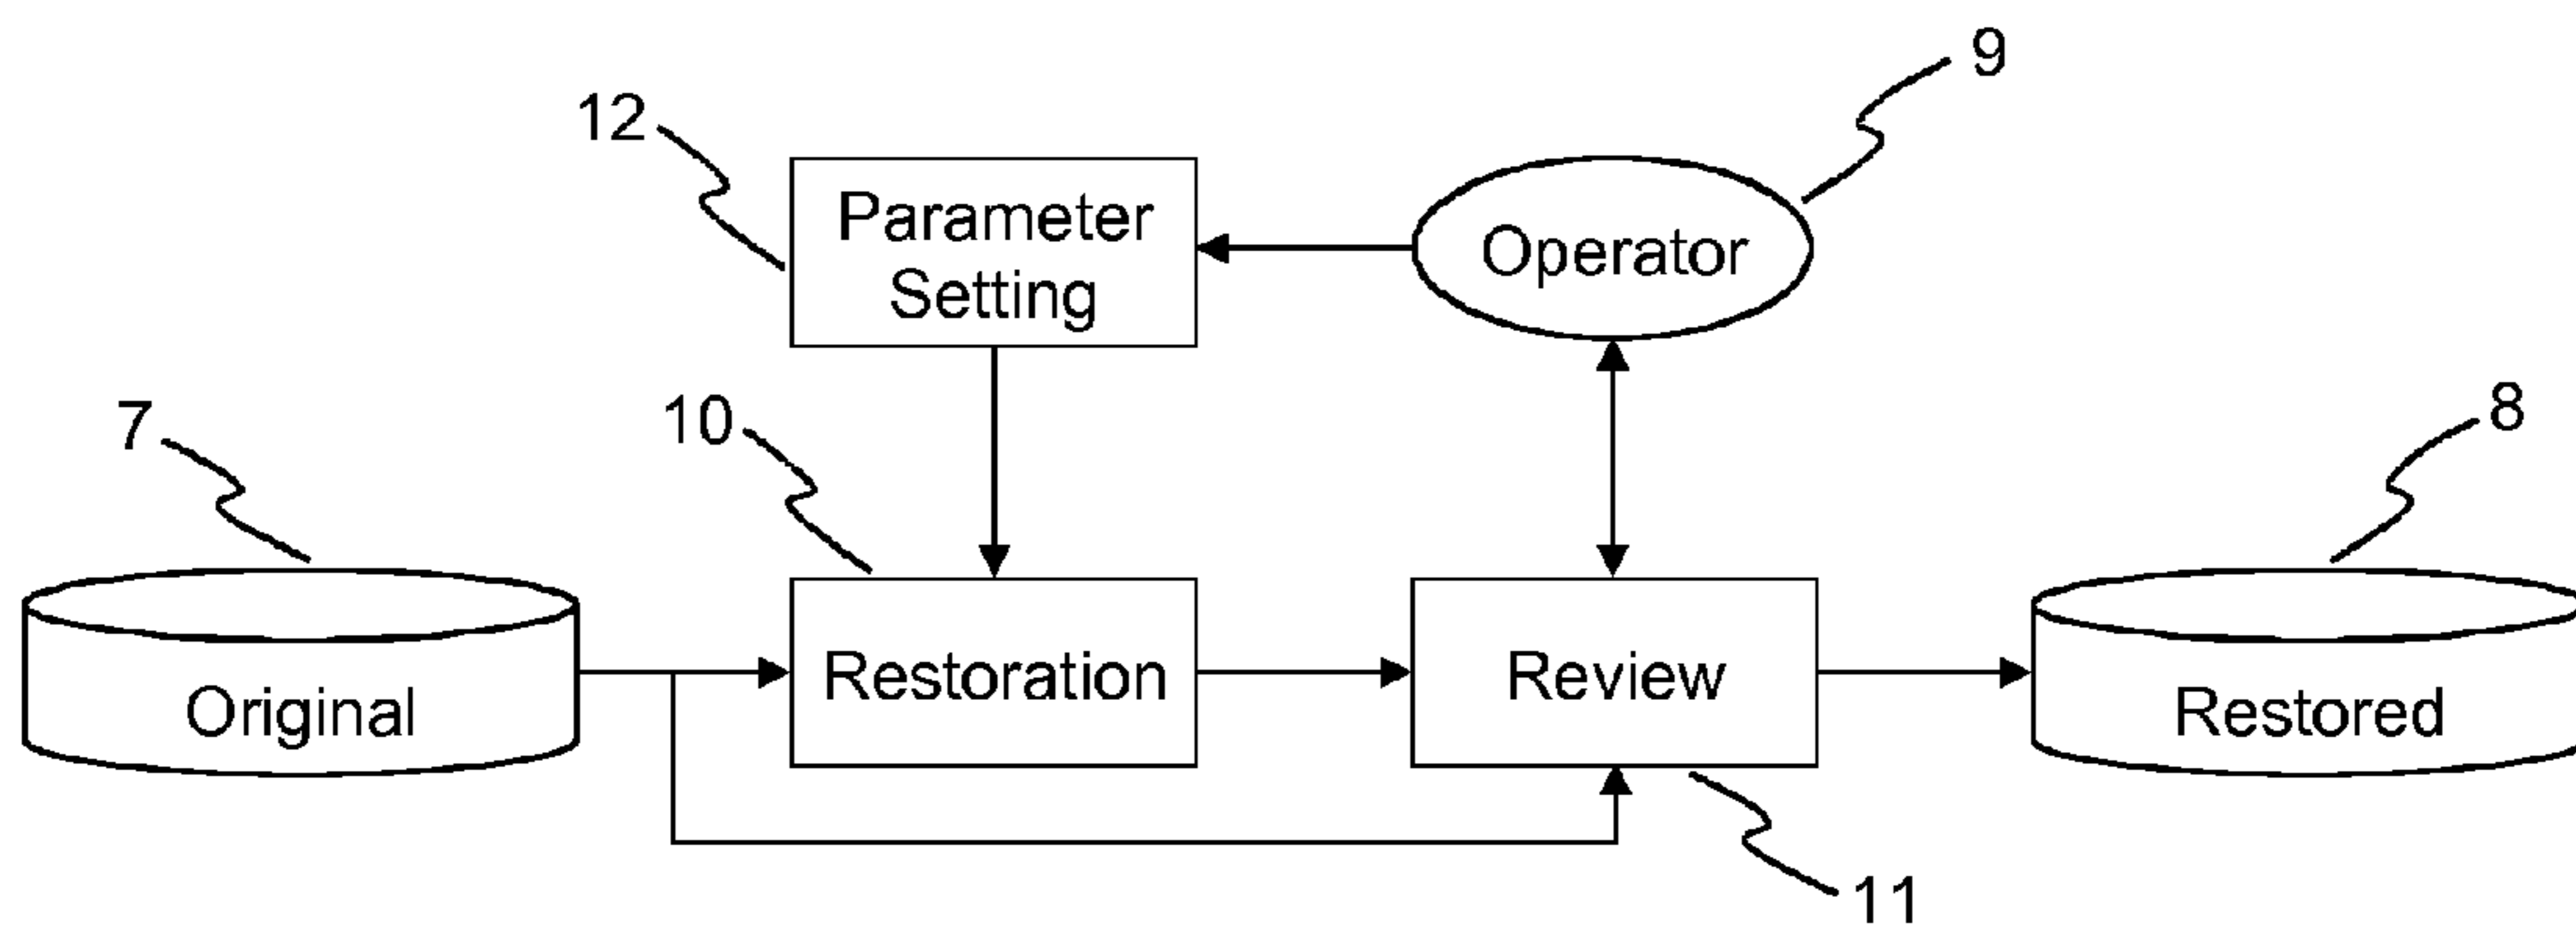 9
12
Parameter
Setting
Operator
7
10
8
Original
Restoration
Review
Restored
11